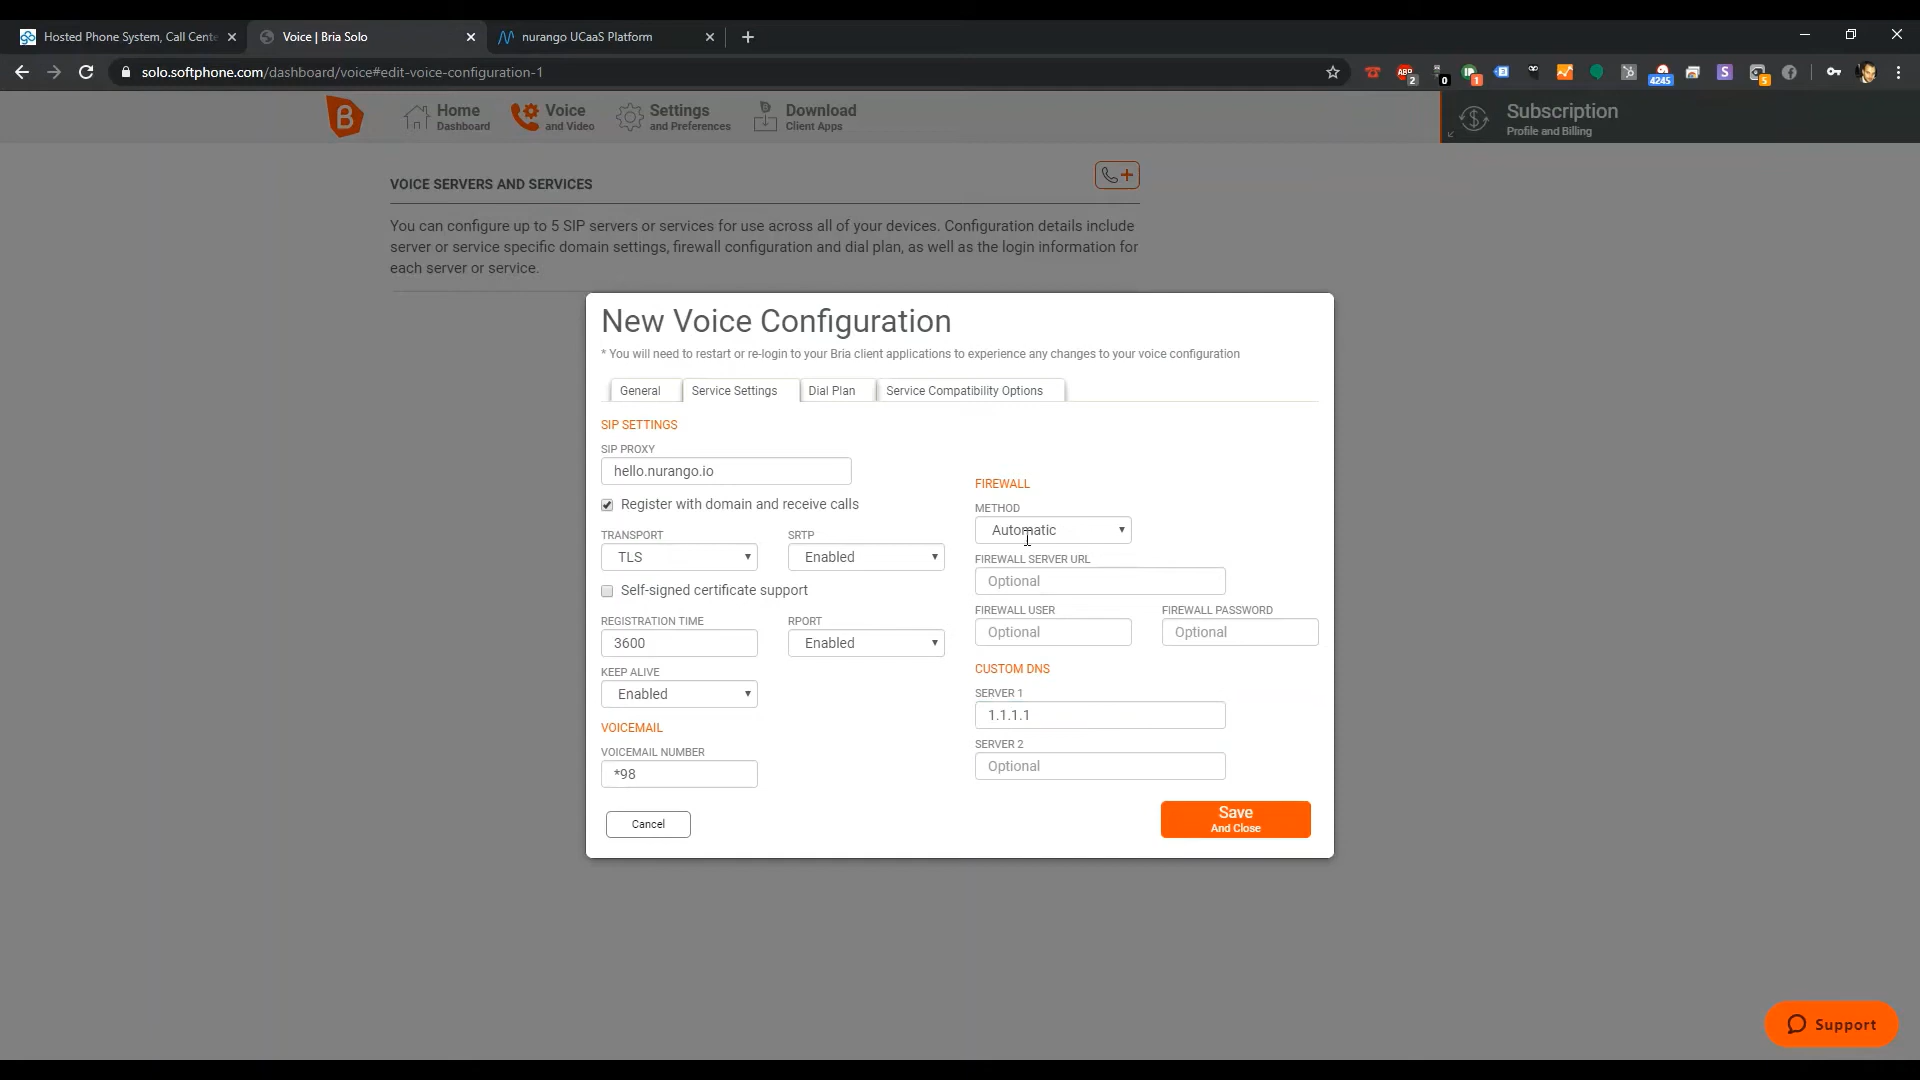 Hosted Phone System, Call Cente
Voice | Bria Solo
nurango UCaaS Platform
solo.softphone.com/dashboard/voice#edit-voice-configuration-1
ABP
2
0
1
4245
S
5
B
Home
Dashboard
Voice
and Video
Settings
and Preferences
Download
Client Apps
Subscription
Profile and Billing
VOICE SERVERS AND SERVICES
You can configure up to 5 SIP servers or services for use across all of your devices. Configuration details include
server or service specific domain settings, firewall configuration and dial plan, as well as the login information for
each server or service.
New Voice Configuration
* You will need to restart or re-login to your Bria client applications to experience any changes to your voice configuration
General
Service Settings
Dial Plan
Service Compatibility Options
SIP SETTINGS
SIP PROXY
hello.nurango.io
Register with domain and receive calls
TRANSPORT
SRTP
TLS
Enabled
Self-signed certificate support
REGISTRATION TIME
RPORT
3600
Enabled
KEEP ALIVE
Enabled
VOICEMAIL
VOICEMAIL NUMBER
*98
FIREWALL
METHOD
Automatic
FIREWALL SERVER URL
Optional
FIREWALL USER
FIREWALL PASSWORD
Optional
Optional
CUSTOM DNS
SERVER 1
1.1.1.1
SERVER 2
Optional
Cancel
Save
And Close
Support